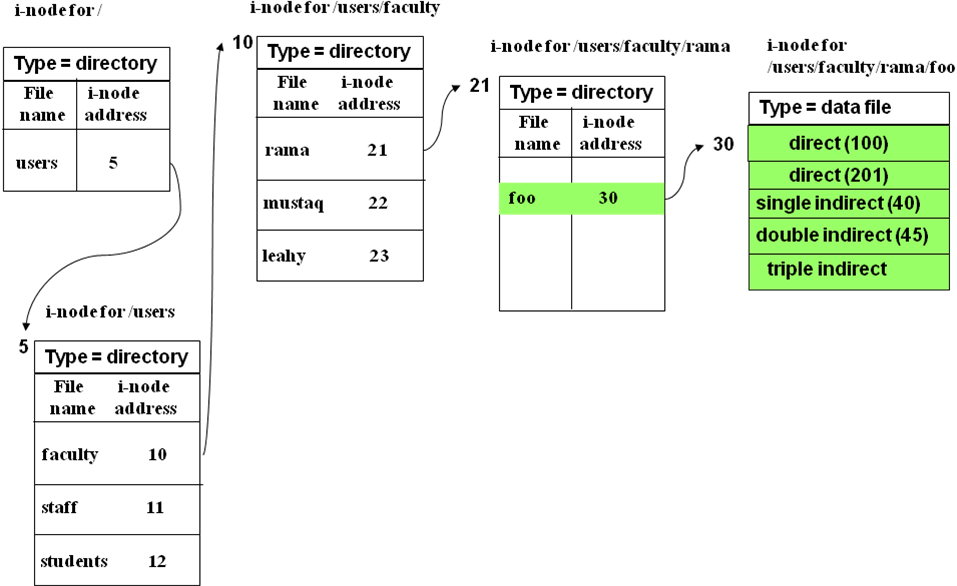 i-node for /
Type = directory
File name i-node address
users 5
i-node for /users
5
Type = directory
File name i-node address
faculty 10
staff 11
students 12
i-node for /users/faculty
10
Type = directory
File name i-node address
rama 21
mustaq 22
leahy 23
i-node for /users/faculty/rama
21
Type = directory
File name i-node address
foo 30
i-node for
/users/faculty/rama/foo
30
Type = data file
direct (100)
direct (201)
single indirect (40)
double indirect (45)
triple indirect